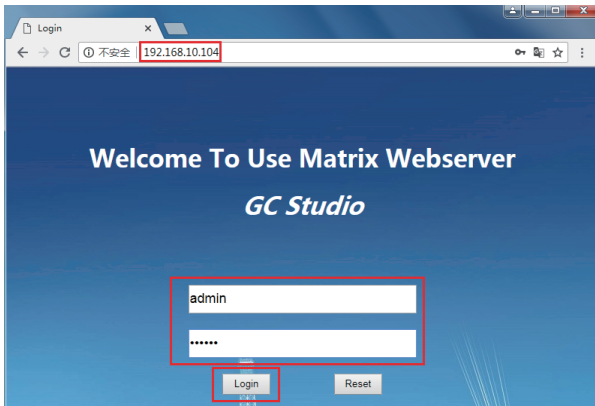 Login
不安全 | 192.168.10.104
Welcome To Use Matrix Webserver
GC Studio
admin
••••••
Login Reset